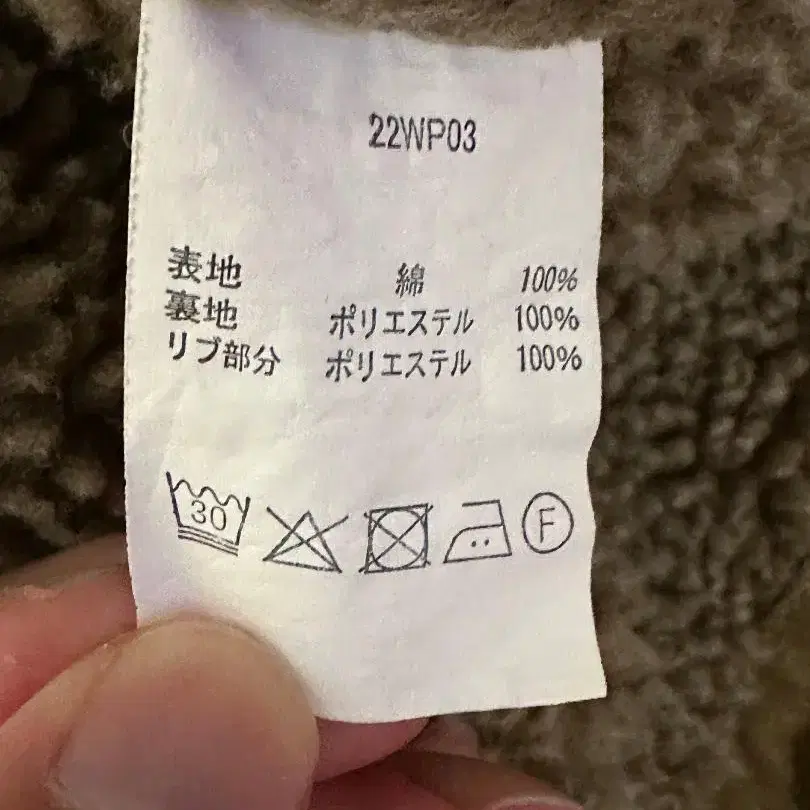 22WP03
表地 綿 100%
裏地 ポリエステル 100%
リブ部分 ポリエステル 100%
30 F